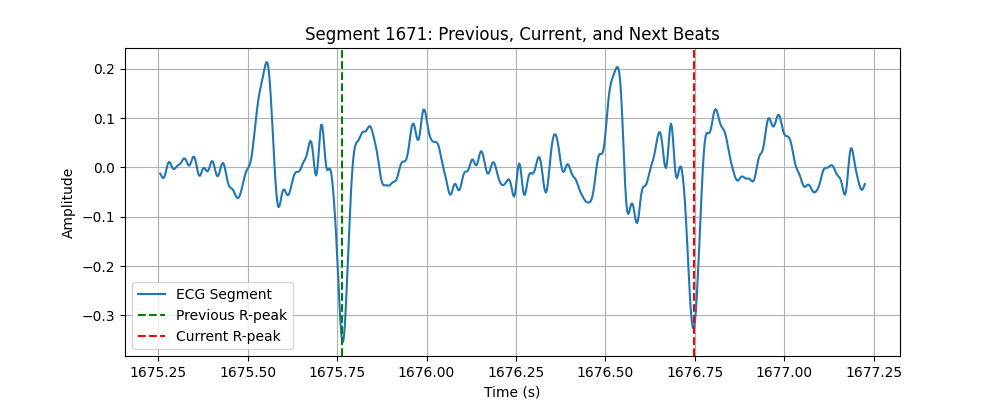 Segment 1671: Previous, Current, and Next Beats
Amplitude
0.2
0.1
0.0
−0.1
−0.2
−0.3
ECG Segment
Previous R-peak
Current R-peak
1675.25 1675.50 1675.75 1676.00 1676.25 1676.50 1676.75 1677.00 1677.25
Time (s)